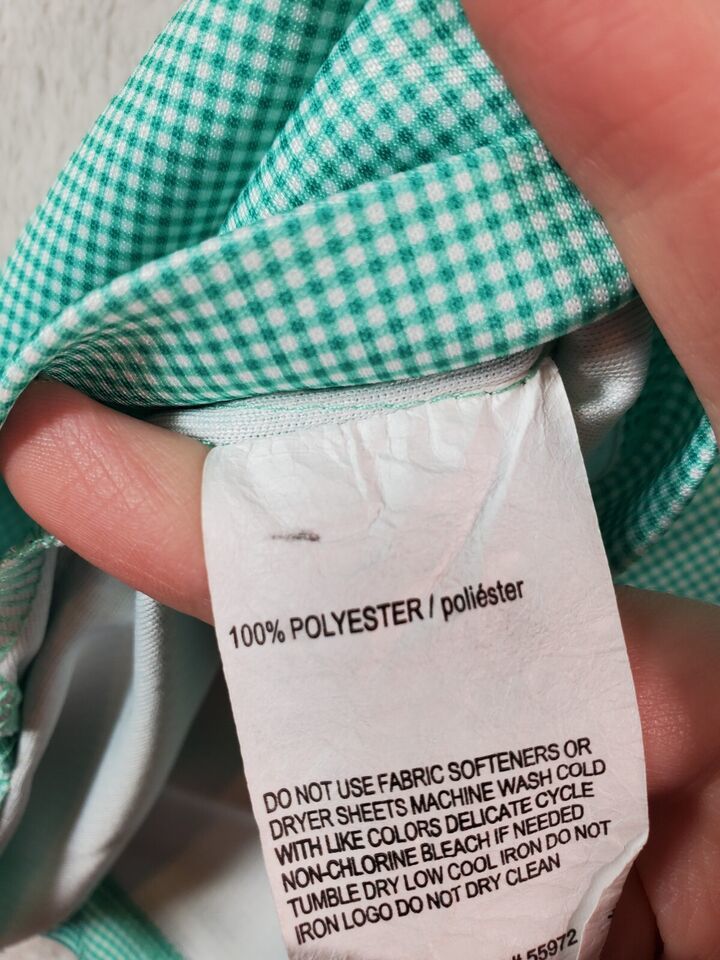 100% POLYESTER / poliéster
DO NOT USE FABRIC SOFTENERS OR
DRYER SHEETS MACHINE WASH COLD
WITH LIKE COLORS DELICATE CYCLE
NON-CHLORINE BLEACH IF NEEDED
TUMBLE DRY LOW COOL IRON DO NOT
IRON LOGO DO NOT DRY CLEAN
55972